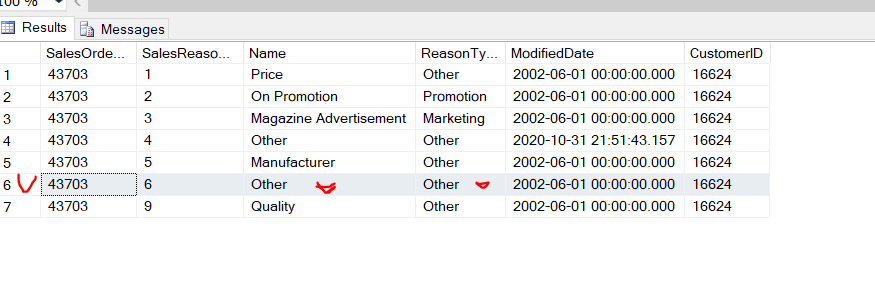 100 %
Results Messages
SalesOrde... SalesReaso... Name ReasonTy... ModifiedDate CustomerID
1 43703 1 Price Other 2002-06-01 00:00:00.000 16624
2 43703 2 On Promotion Promotion 2002-06-01 00:00:00.000 16624
3 43703 3 Magazine Advertisement Marketing 2002-06-01 00:00:00.000 16624
4 43703 4 Other Other 2020-10-31 21:51:43.157 16624
5 43703 5 Manufacturer Other 2002-06-01 00:00:00.000 16624
6 43703 6 Other Other 2002-06-01 00:00:00.000 16624
7 43703 9 Quality Other 2002-06-01 00:00:00.000 16624